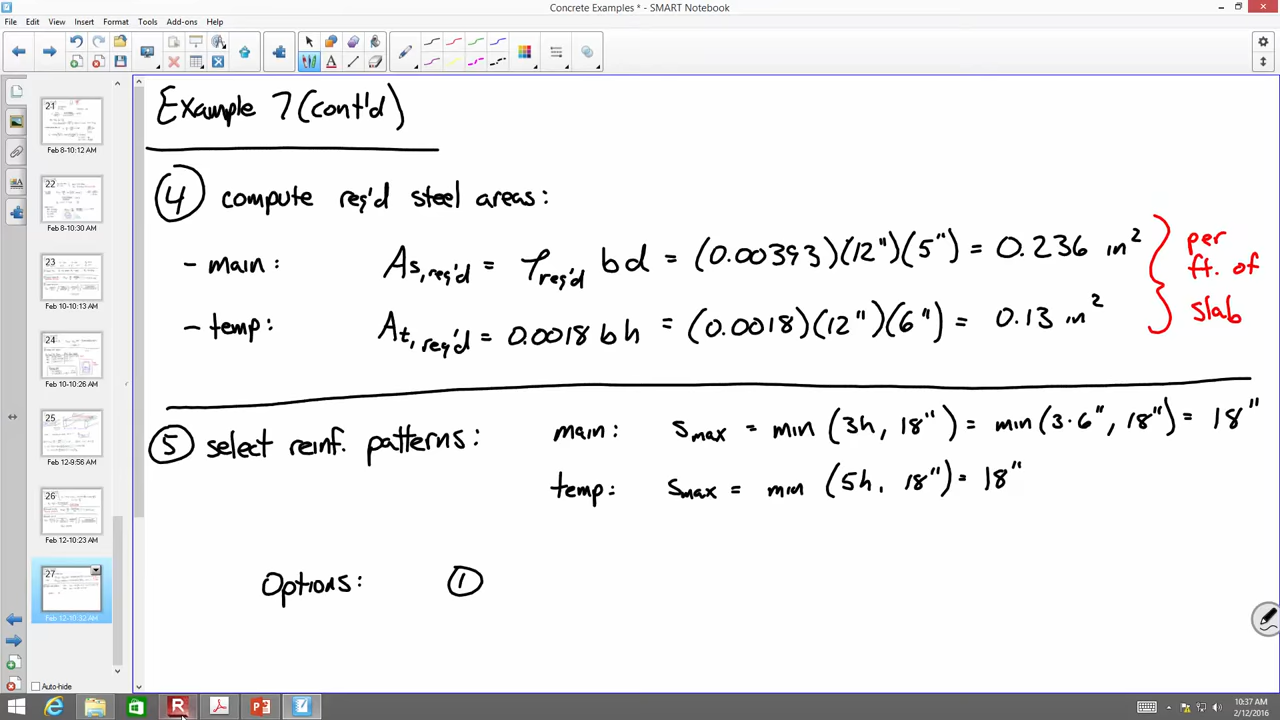 Concrete Examples * - SMART Notebook
File Edit View Insert Format Tools Add-ons Help
21
Feb 8-10:12 AM
22
Feb 8-10:30 AM
23
Feb 10-10:13 AM
24
Feb 10-10:26 AM
25
Feb 12-9:56 AM
26
Feb 12-10:23 AM
27
Feb 12-10:32 AM
Auto-hide
Example 7 (cont'd)
④ compute req'd steel areas:
- main: As,req'd = ρreq'd bd = (0.00393)(12")(5") = 0.236 in²
- temp: At,req'd = 0.0018 bh = (0.0018)(12")(6") = 0.13 in²
} per
ft. of
slab
⑤ select reinf. patterns: main: smax = min (3h, 18") = min (3·6", 18") = 18"
temp: smax = min (5h, 18") = 18"
Options: ①
10:37 AM
2/12/2016